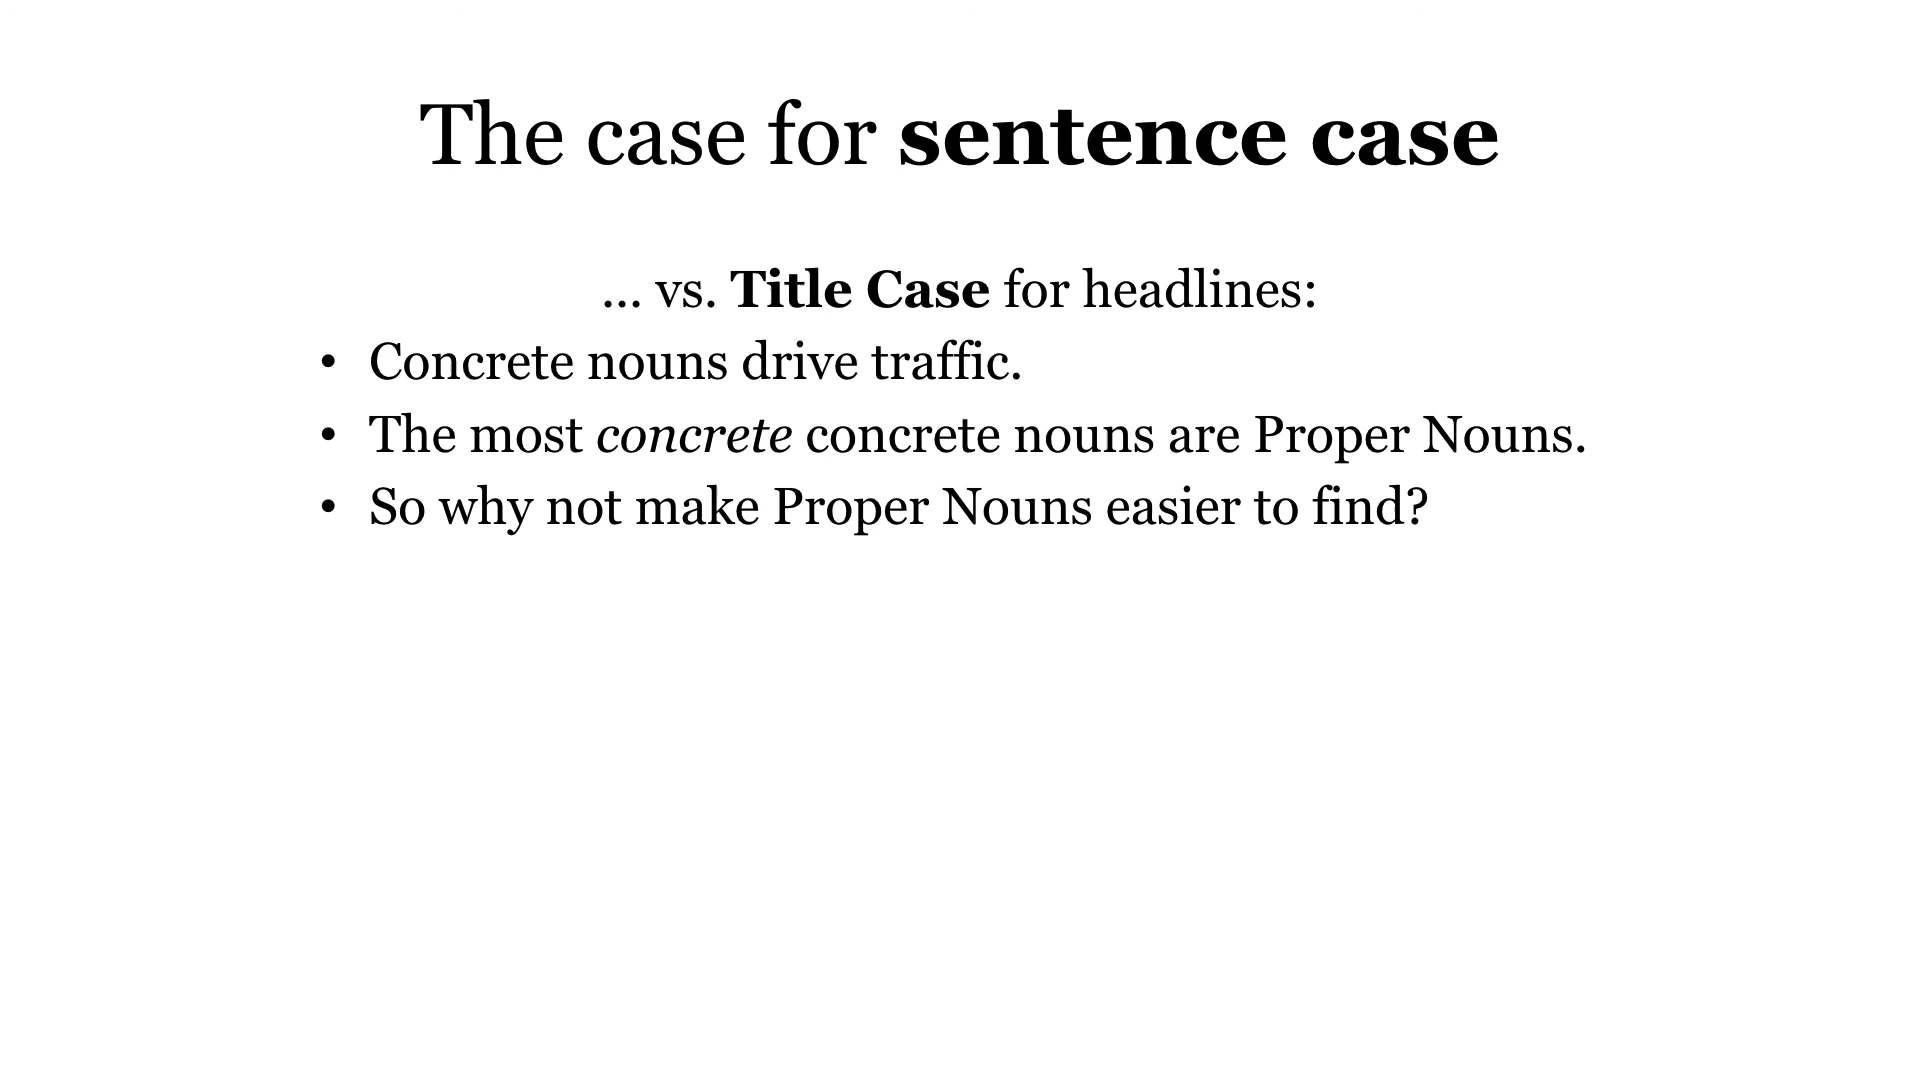 The case for sentence case
... vs. Title Case for headlines:
• Concrete nouns drive traffic.
• The most concrete concrete nouns are Proper Nouns.
• So why not make Proper Nouns easier to find?